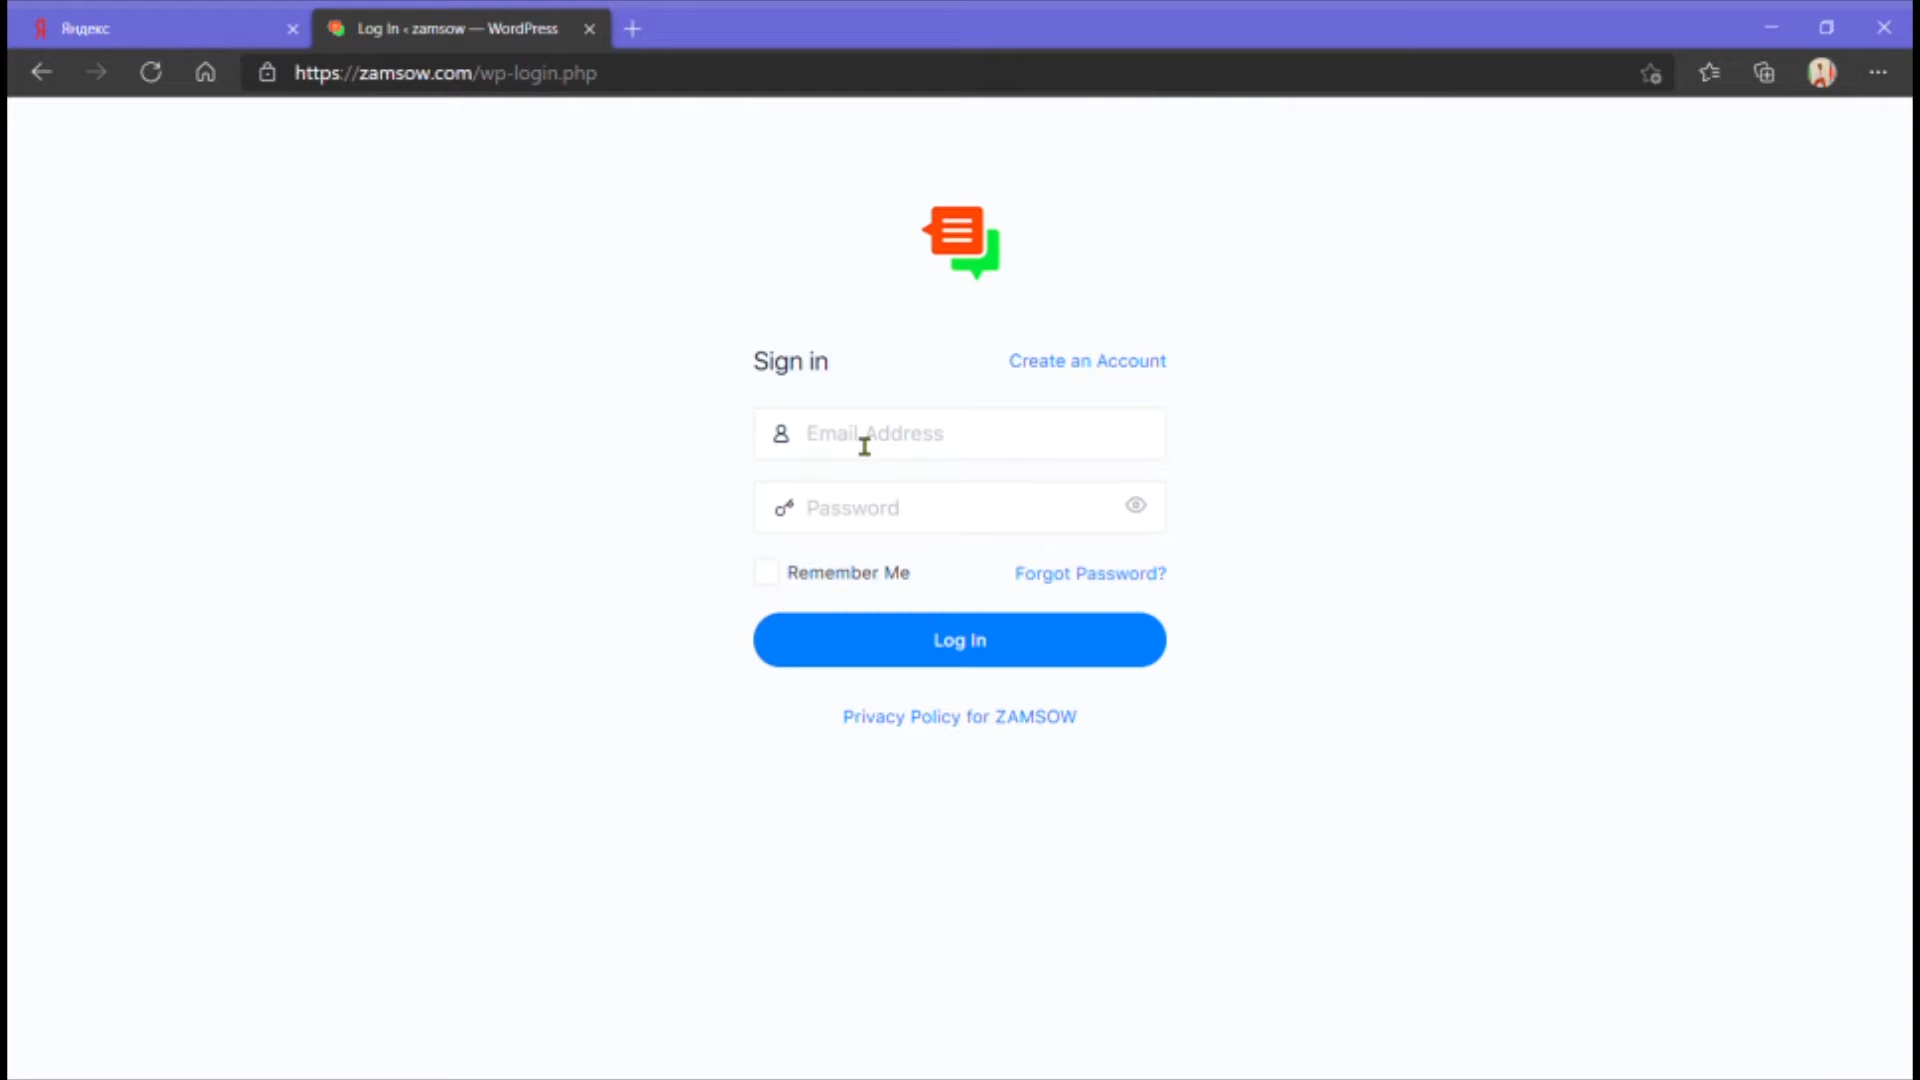 Яндекс
Log In ‹ zamsow — WordPress
https://zamsow.com/wp-login.php
Sign in
Create an Account
Email Address
Password
Remember Me
Forgot Password?
Log In
Privacy Policy for ZAMSOW